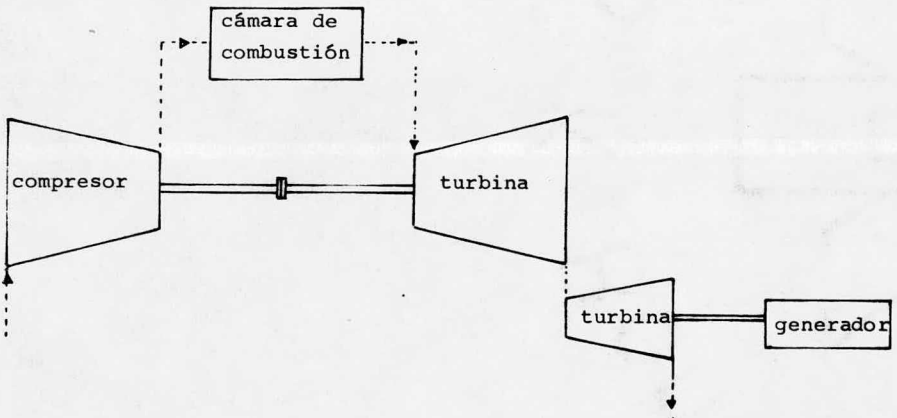 cámara de
combustión
compresor
turbina
turbina
generador